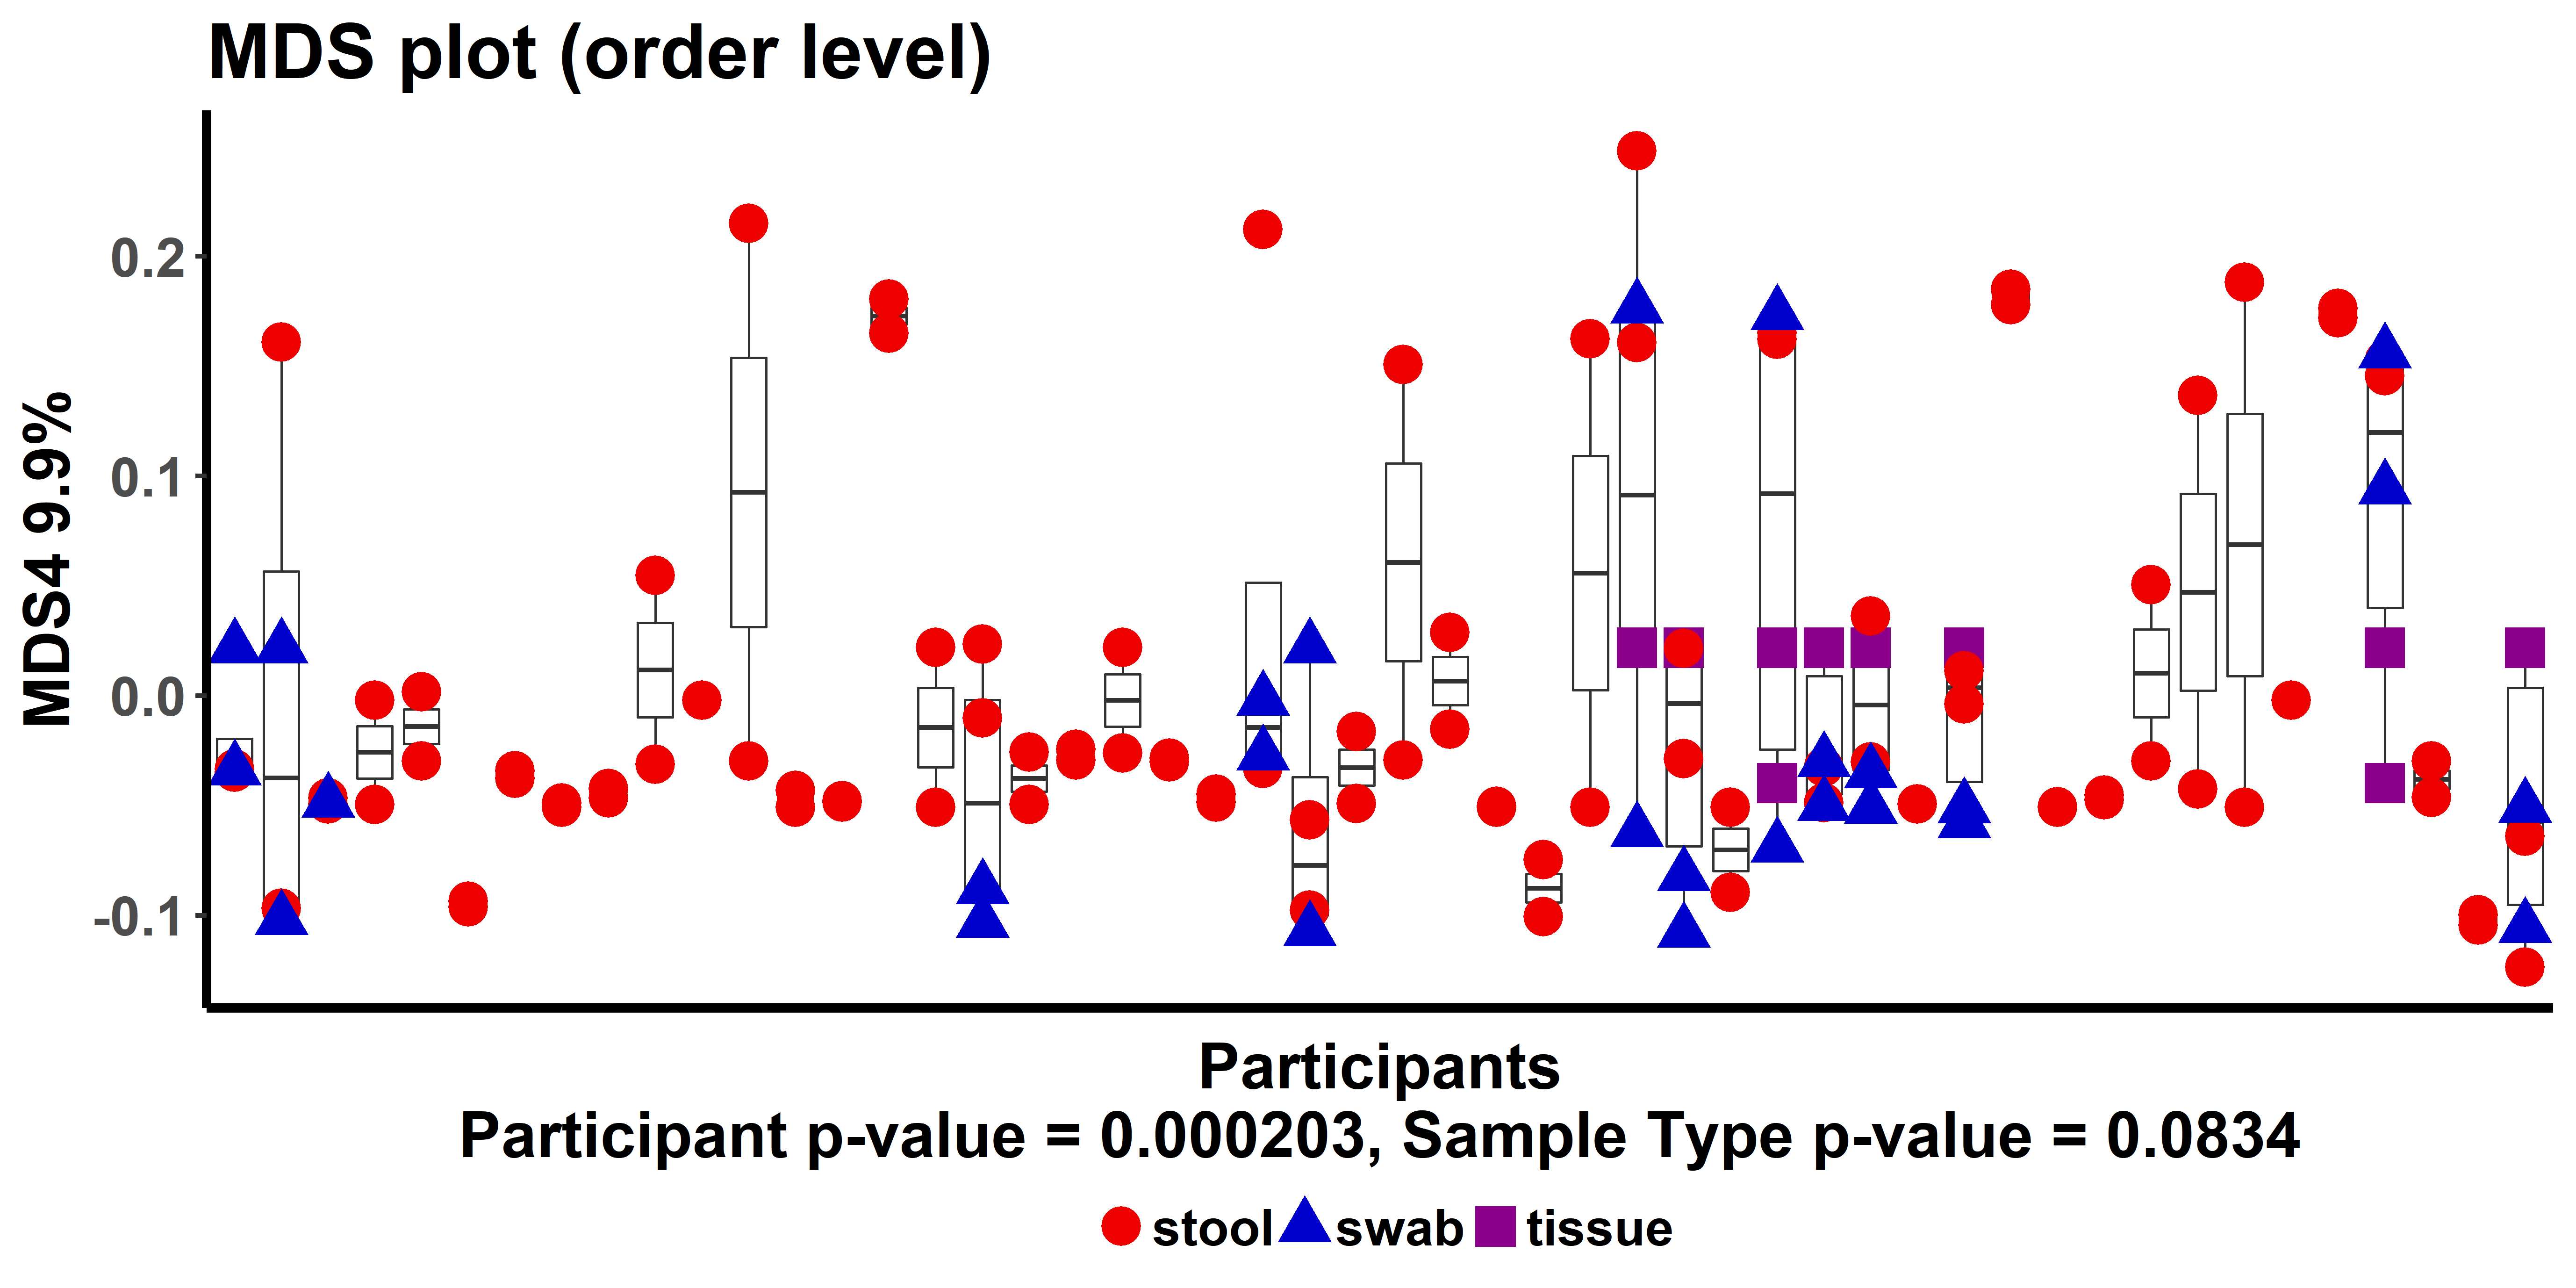 MDS plot (order level)
MDS4 9.9%
0.2
0.1
0.0
-0.1
Participants
Participant p-value = 0.000203, Sample Type p-value = 0.0834
stool swab tissue